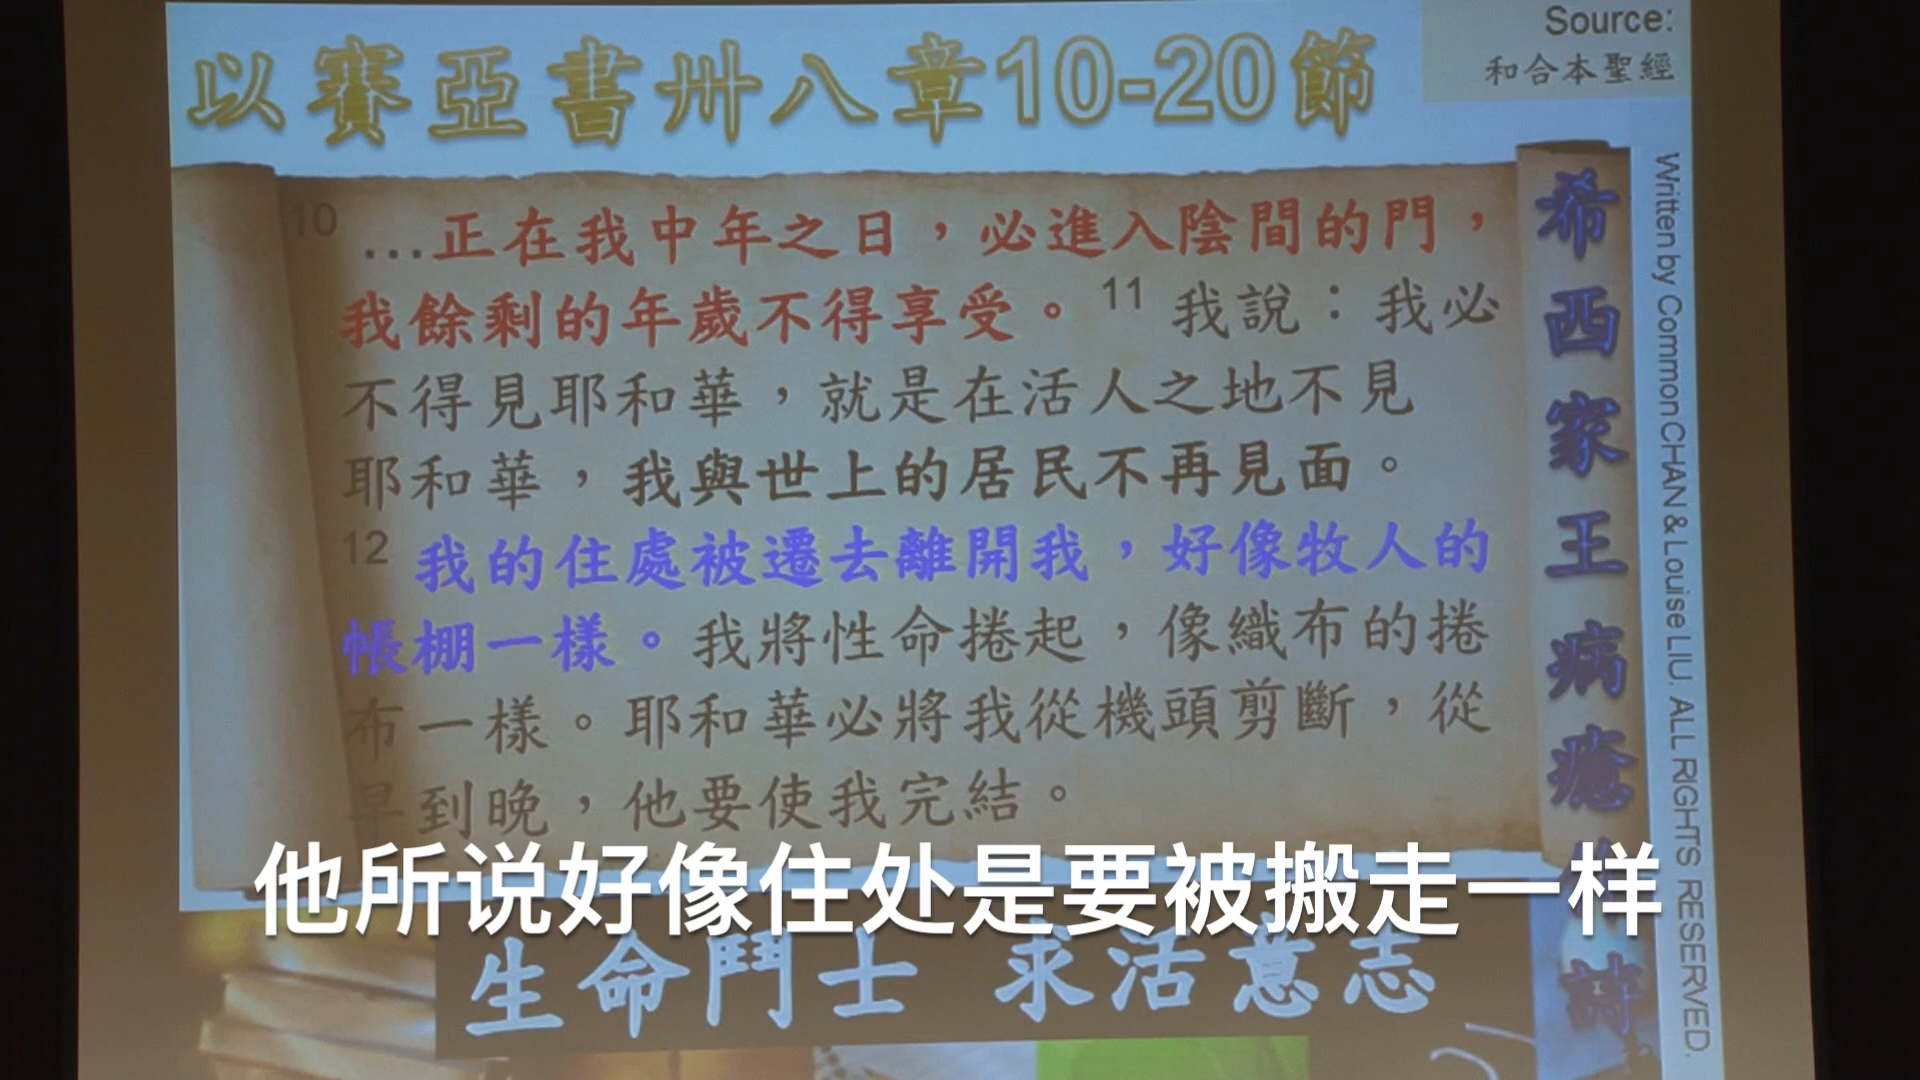 以賽亞書卅八章10-20節
Source:
和合本聖經
10 …正在我中年之日，必進入陰間的門，
我餘剩的年歲不得享受。11 我說：我必
不得見耶和華，就是在活人之地不見
耶和華，我與世上的居民不再見面。
12 我的住處被遷去離開我，好像牧人的
帳棚一樣。我將性命捲起，像織布的捲
布一樣。耶和華必將我從機頭剪斷，從
早到晚，他要使我完結。
希西家王病癒 詩
Written by Common CHAN & Louise LIU. ALL RIGHTS RESERVED.
他所说好像住处是要被搬走一样
生命鬥士 求活意志